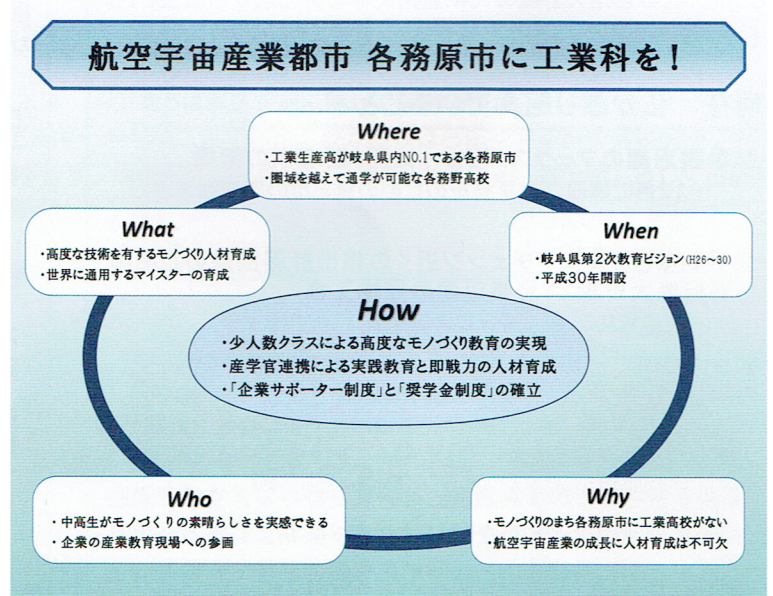 航空宇宙産業都市 各務原市に工業科を!
Where
・工業生産高が岐阜県内NO.1である各務原市
・圏域を越えて通学が可能な各務野高校
What
・高度な技術を有するモノづくり人材育成
・世界に通用するマイスターの育成
When
・岐阜県第2次教育ビジョン(H26~30)
・平成30年開設
How
・少人数クラスによる高度なモノづくり教育の実現
・産学官連携による実践教育と即戦力の人材育成
・「企業サポーター制度」と「奨学金制度」の確立
Who
・中高生がモノづくりの素晴らしさを実感できる
・企業の産業教育現場への参画
Why
・モノづくりのまち各務原市に工業高校がない
・航空宇宙産業の成長に人材育成は不可欠